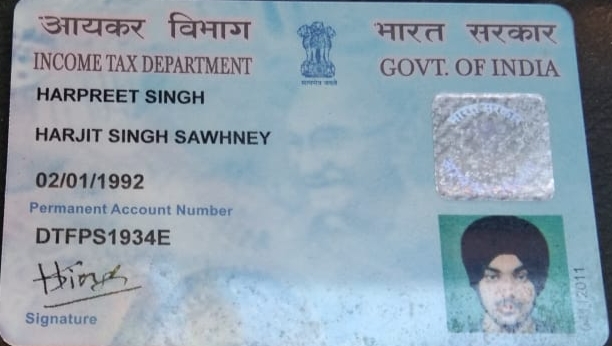 आयकर विभाग
भारत सरकार
INCOME TAX DEPARTMENT
GOVT. OF INDIA
HARPREET SINGH
HARJIT SINGH SAWHNEY
02/01/1992
Permanent Account Number
DTFPS1934E
Signature